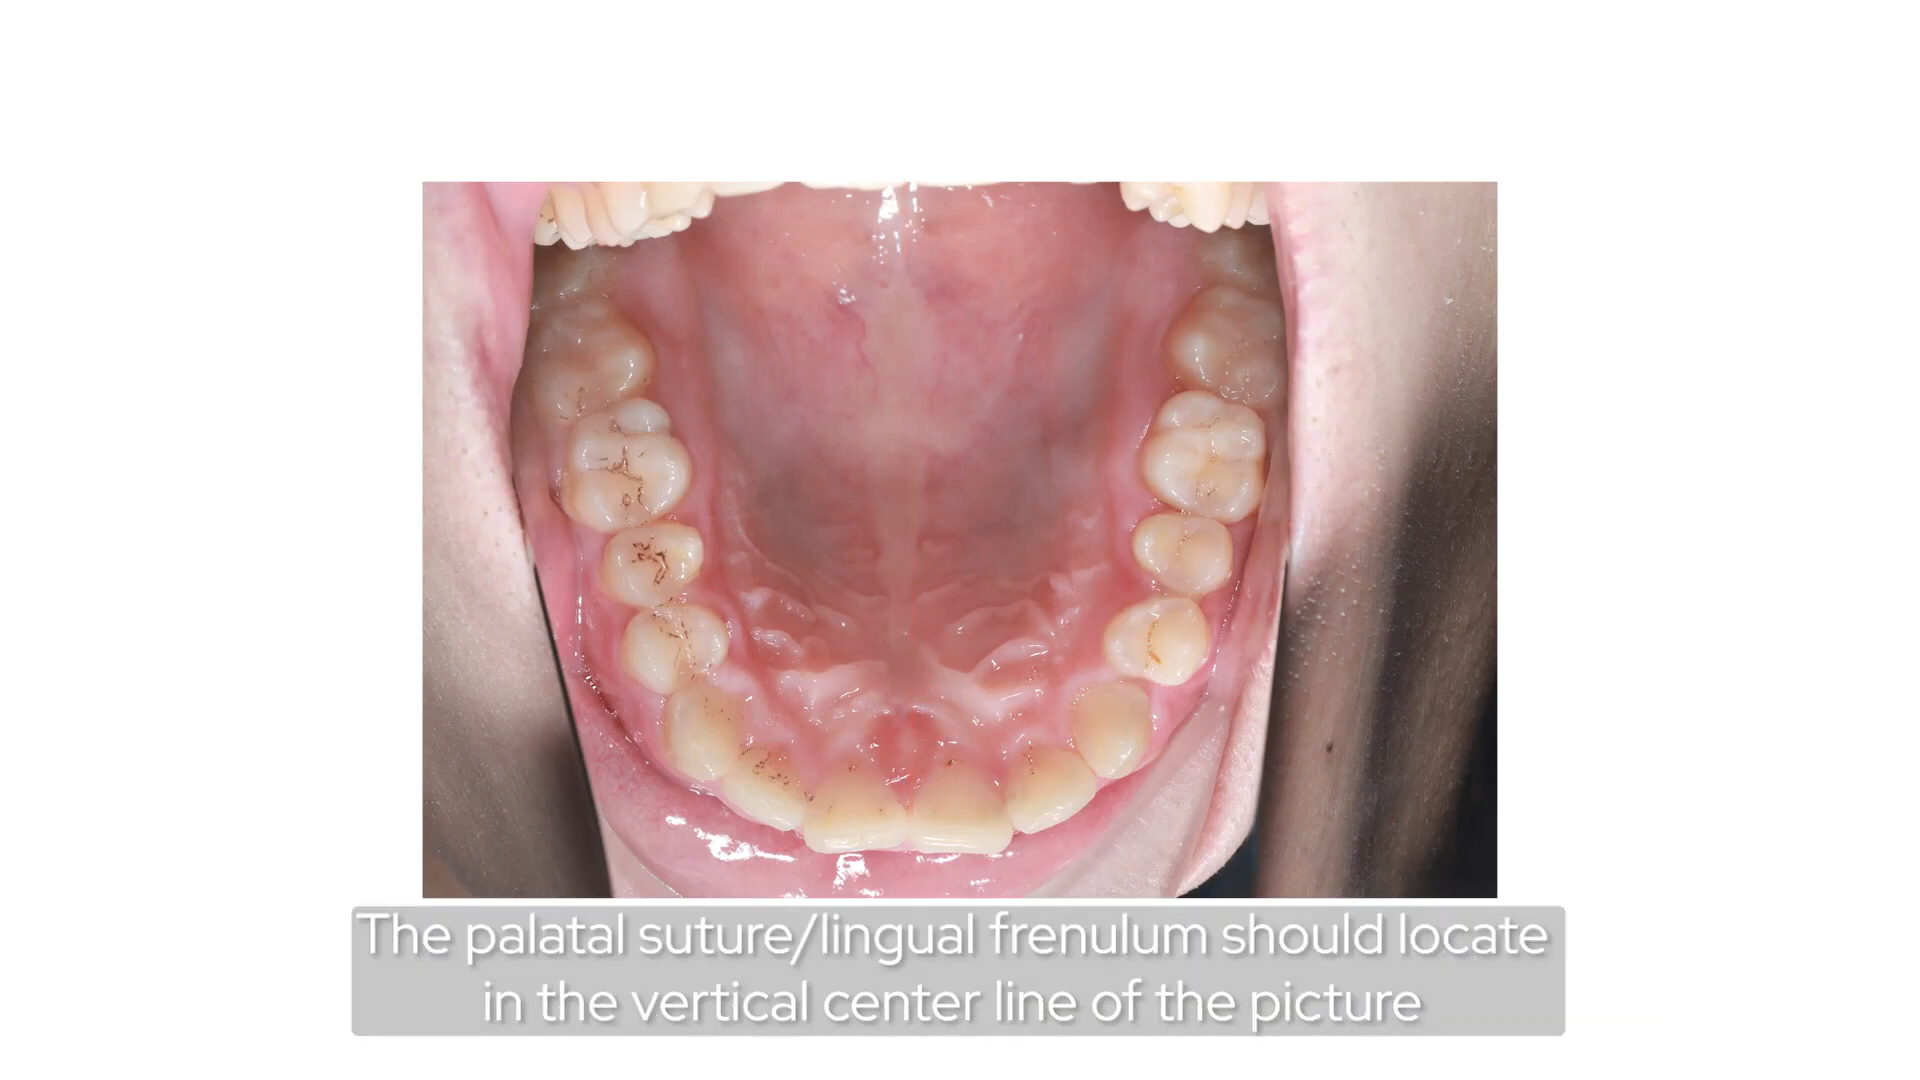 The palatal suture/lingual frenulum should locate
in the vertical center line of the picture